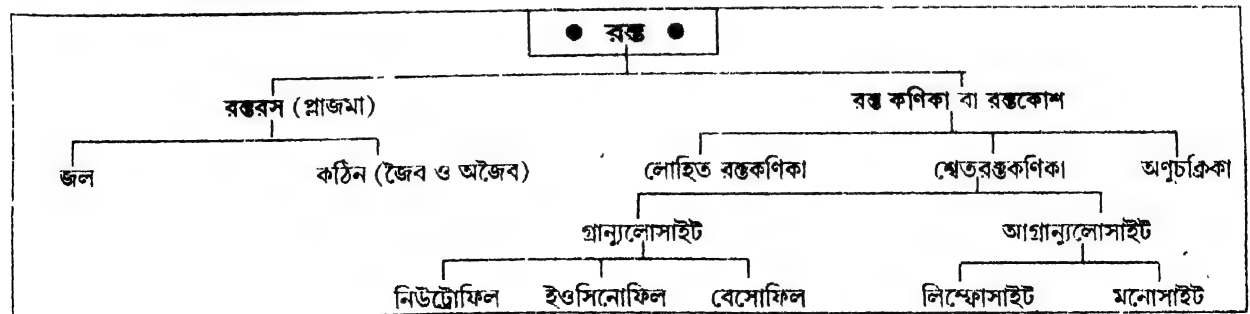 ● রক্ত ●
রক্তরস (প্লাজমা) রক্ত কণিকা বা রক্তকোশ
জল কঠিন (জৈব ও অজৈব) লোহিত রক্তকণিকা শ্বেতরক্তকণিকা অণুচক্রিকা
গ্রান্যুলোসাইট আগ্রান্যুলোসাইট
নিউট্রোফিল ইওসিনোফিল বেসোফিল লিম্ফোসাইট মনোসাইট